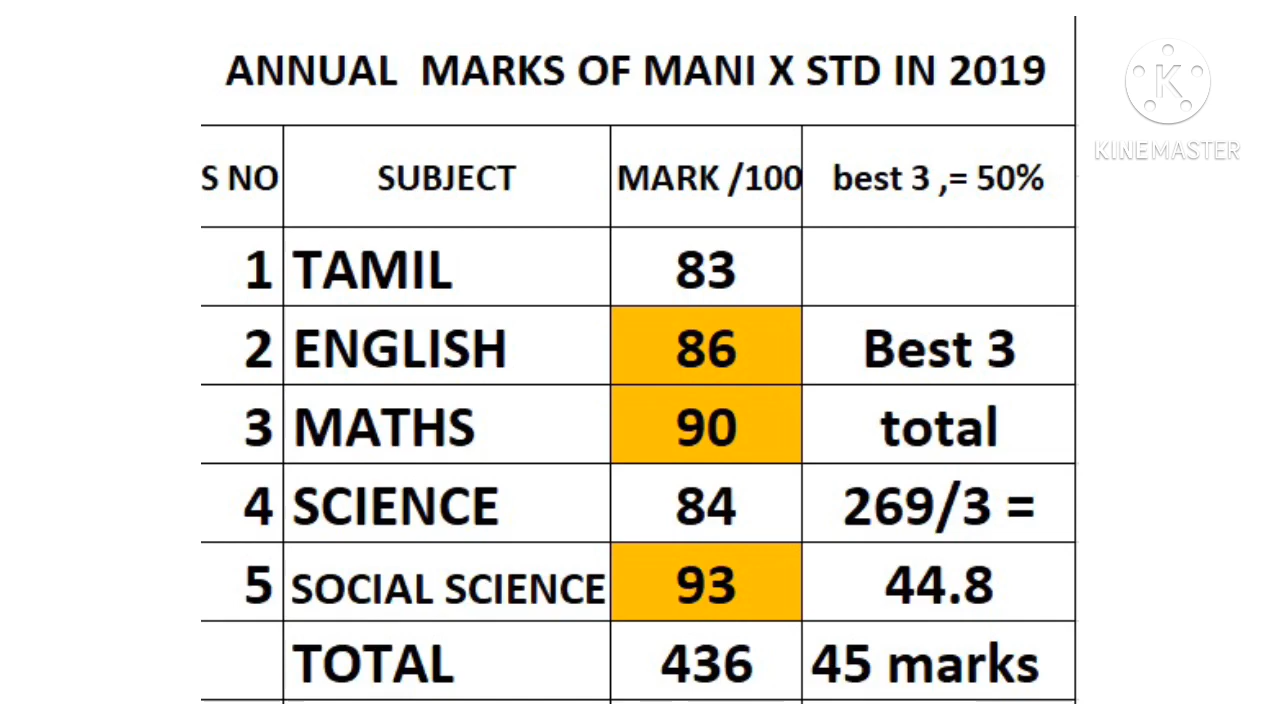 ANNUAL MARKS OF MANI X STD IN 2019
K
KINEMASTER
S NO SUBJECT MARK /100 best 3 ,= 50%
1 TAMIL 83
2 ENGLISH 86 Best 3
3 MATHS 90 total
4 SCIENCE 84 269/3 =
5 SOCIAL SCIENCE 93 44.8
TOTAL 436 45 marks